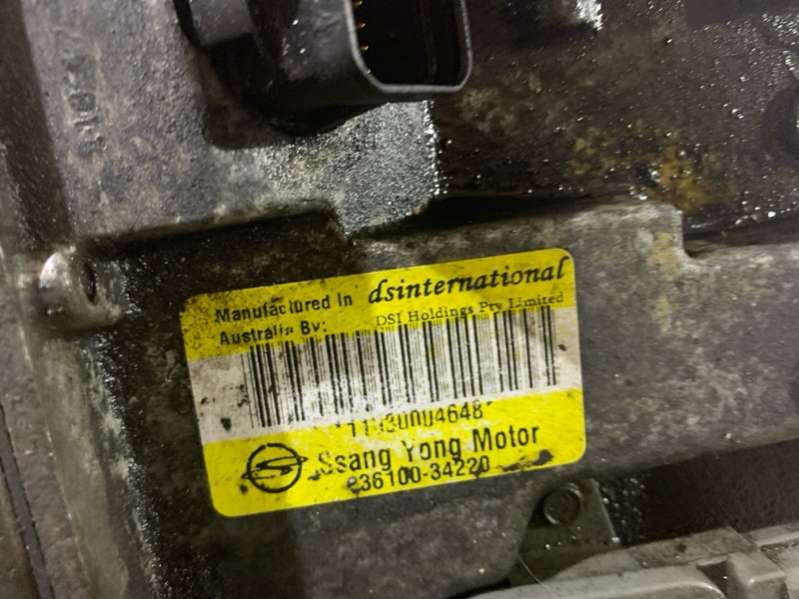 Manufactured In dsinternational
Australia By: DSI Holdings Pty Limited
Ssang Yong Motor
36100-34220